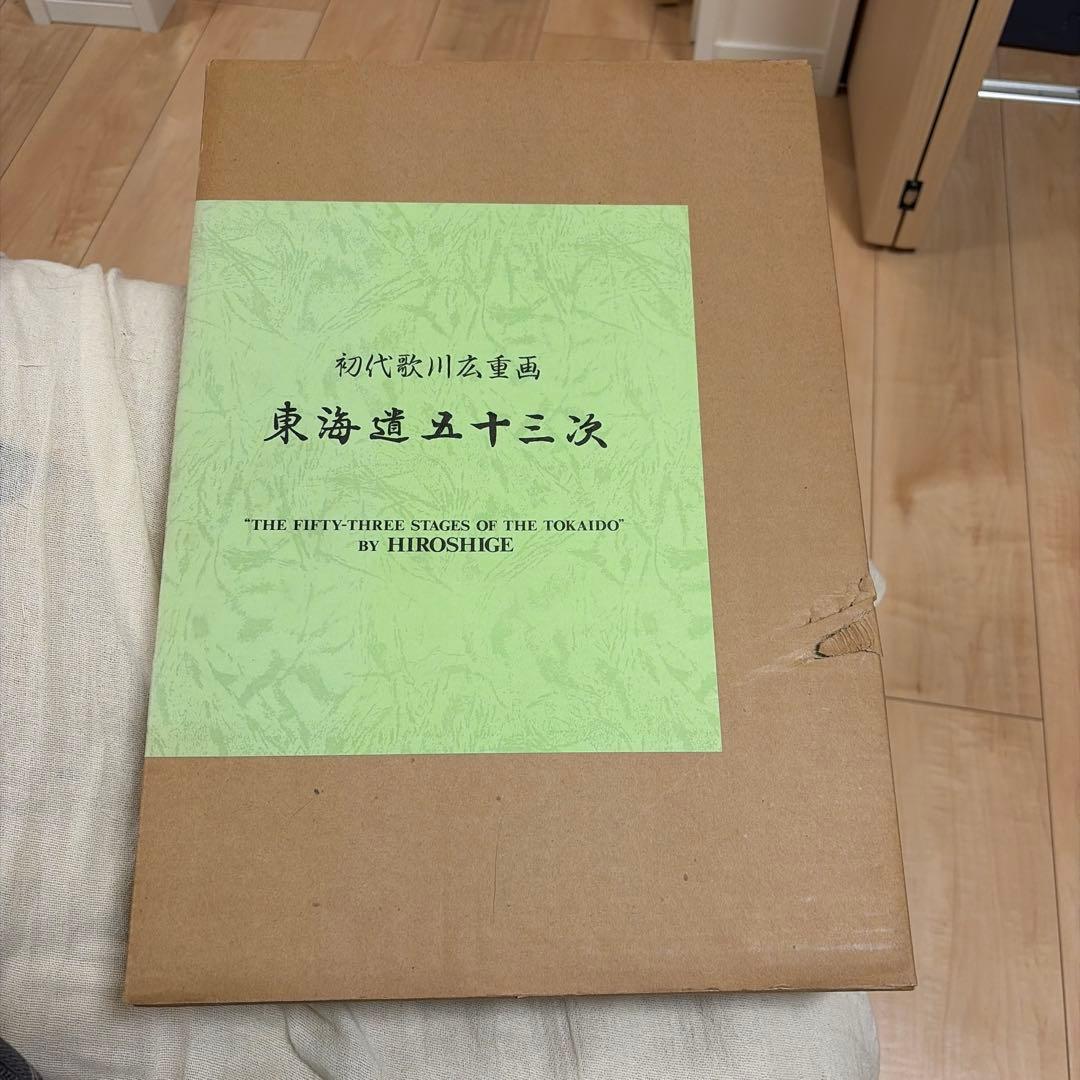 初代歌川広重画
東海道五十三次
“THE FIFTY-THREE STAGES OF THE TOKAIDO”
BY HIROSHIGE